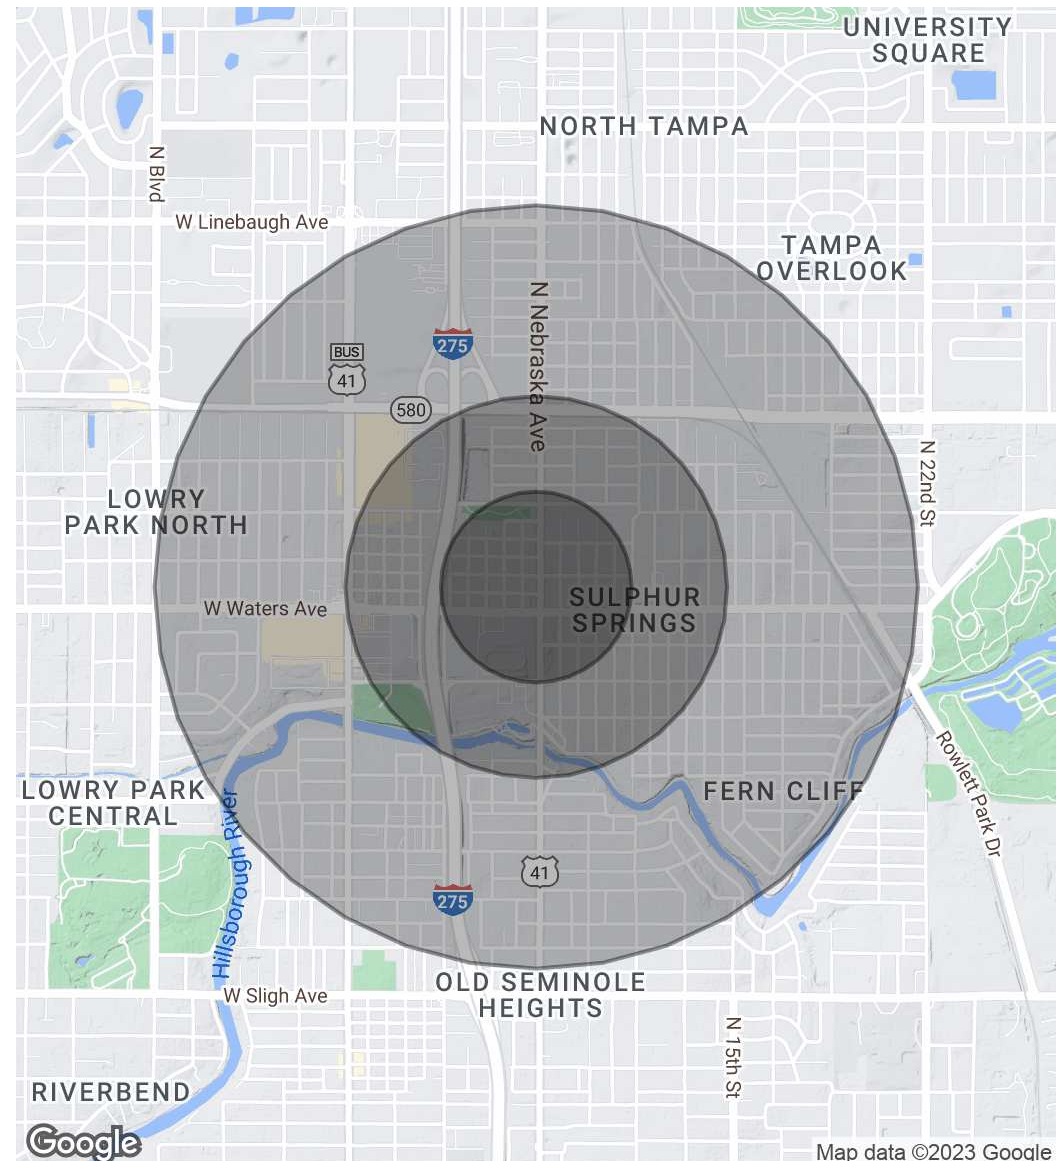 UNIVERSITY
SQUARE
NORTH TAMPA
N Blvd
W Linebaugh Ave
TAMPA
OVERLOOK
N Nebraska Ave
275
BUS
41
580
N 22nd St
LOWRY
PARK NORTH
SULPHUR
SPRINGS
W Waters Ave
Rowlett Park Dr
LOWRY PARK
CENTRAL
FERN CLIFF
Hillsborough River
41
275
OLD SEMINOLE
HEIGHTS
W Sligh Ave
N 15th St
RIVERBEND
Google
Map data ©2023 Google